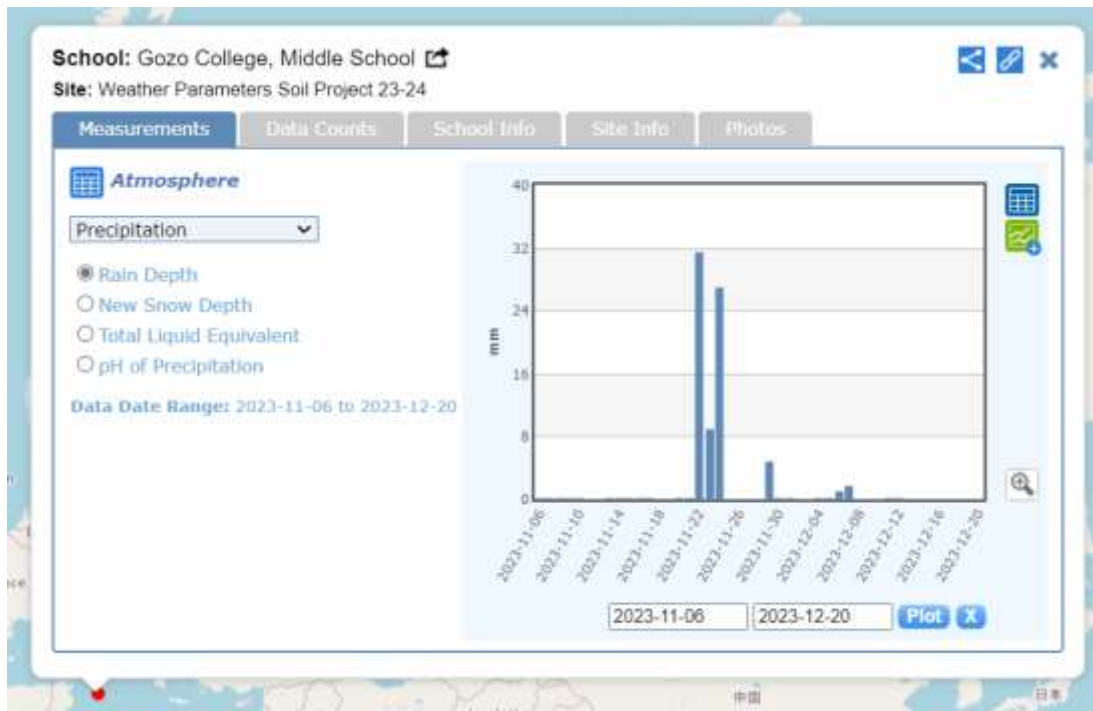 School: Gozo College, Middle School
Site: Weather Parameters Soil Project 23-24
Measurements
Data Counts
School Info
Site Info
Photos
Atmosphere
Precipitation
Rain Depth
New Snow Depth
Total Liquid Equivalent
pH of Precipitation
Data Date Range: 2023-11-06 to 2023-12-20
40
32
24
16
8
0
mm
2023-11-06
2023-11-10
2023-11-14
2023-11-18
2023-11-22
2023-11-26
2023-11-30
2023-12-04
2023-12-08
2023-12-12
2023-12-16
2023-12-20
2023-11-06 2023-12-20 Plot X
中国
日本